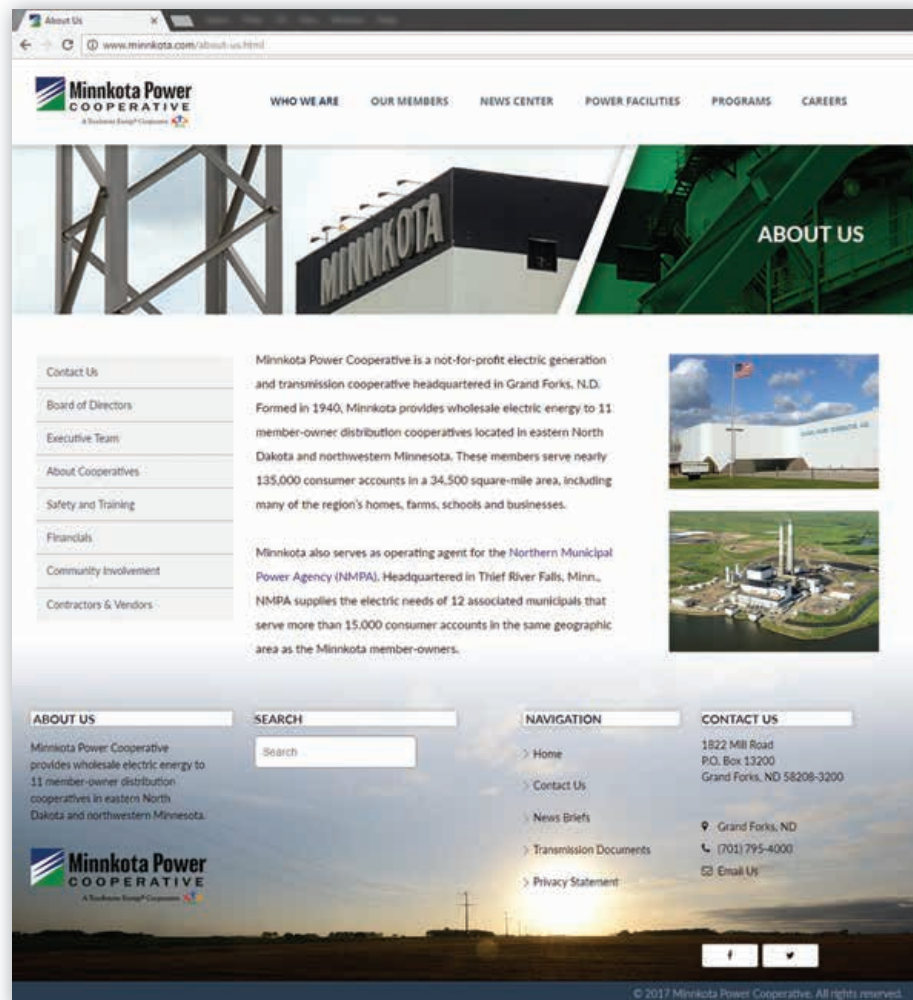 About Us
www.minnkota.com/about-us.html
Minnkota Power
COOPERATIVE
A Touchstone Energy® Cooperative
WHO WE ARE
OUR MEMBERS
NEWS CENTER
POWER FACILITIES
PROGRAMS
CAREERS
MINNKOTA
ABOUT US
Contact Us
Board of Directors
Executive Team
About Cooperatives
Safety and Training
Financials
Community Involvement
Contractors & Vendors
Minnkota Power Cooperative is a not-for-profit electric generation
and transmission cooperative headquartered in Grand Forks, N.D.
Formed in 1940, Minnkota provides wholesale electric energy to 11
member-owner distribution cooperatives located in eastern North
Dakota and northwestern Minnesota. These members serve nearly
135,000 consumer accounts in a 34,500 square-mile area, including
many of the region's homes, farms, schools and businesses.
Minnkota also serves as operating agent for the Northern Municipal
Power Agency (NMPA). Headquartered in Thief River Falls, Minn.,
NMPA supplies the electric needs of 12 associated municipals that
serve more than 15,000 consumer accounts in the same geographic
area as the Minnkota member-owners.
ABOUT US
Minnkota Power Cooperative
provides wholesale electric energy to
11 member-owner distribution
cooperatives in eastern North
Dakota and northwestern Minnesota.
Minnkota Power
COOPERATIVE
A Touchstone Energy® Cooperative
SEARCH
Search
NAVIGATION
> Home
> Contact Us
> News Briefs
> Transmission Documents
> Privacy Statement
CONTACT US
1822 Mill Road
P.O. Box 13200
Grand Forks, ND 58208-3200
Grand Forks, ND
(701) 795-4000
Email Us
© 2017 Minnkota Power Cooperative. All rights reserved.